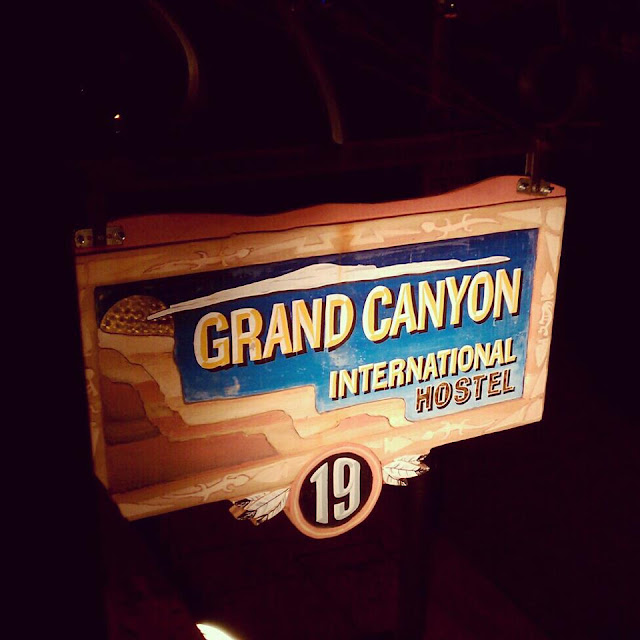 GRAND CANYON
INTERNATIONAL
HOSTEL
19